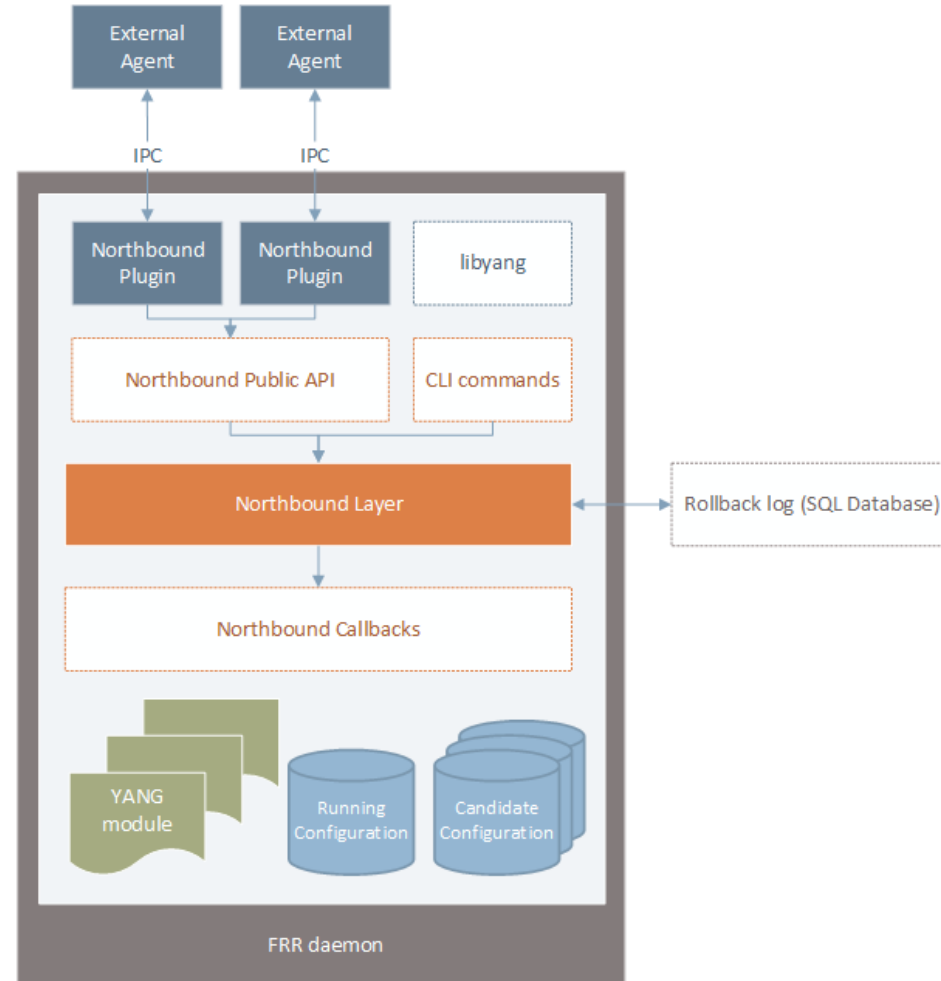 External
Agent
External
Agent
IPC
IPC
Northbound
Plugin
Northbound
Plugin
libyang
Northbound Public API
CLI commands
Northbound Layer
Rollback log (SQL Database)
Northbound Callbacks
YANG
module
Running
Configuration
Candidate
Configuration
FRR daemon